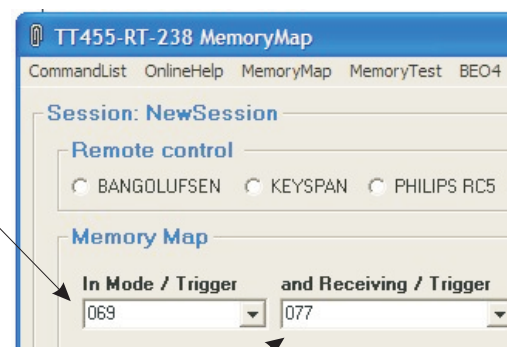 TT455-RT-238 MemoryMap
CommandList OnlineHelp MemoryMap MemoryTest BEO4
Session: NewSession
Remote control
BANGOLUFSEN KEYSPAN PHILIPS RC5
Memory Map
In Mode / Trigger and Receiving / Trigger
069 077